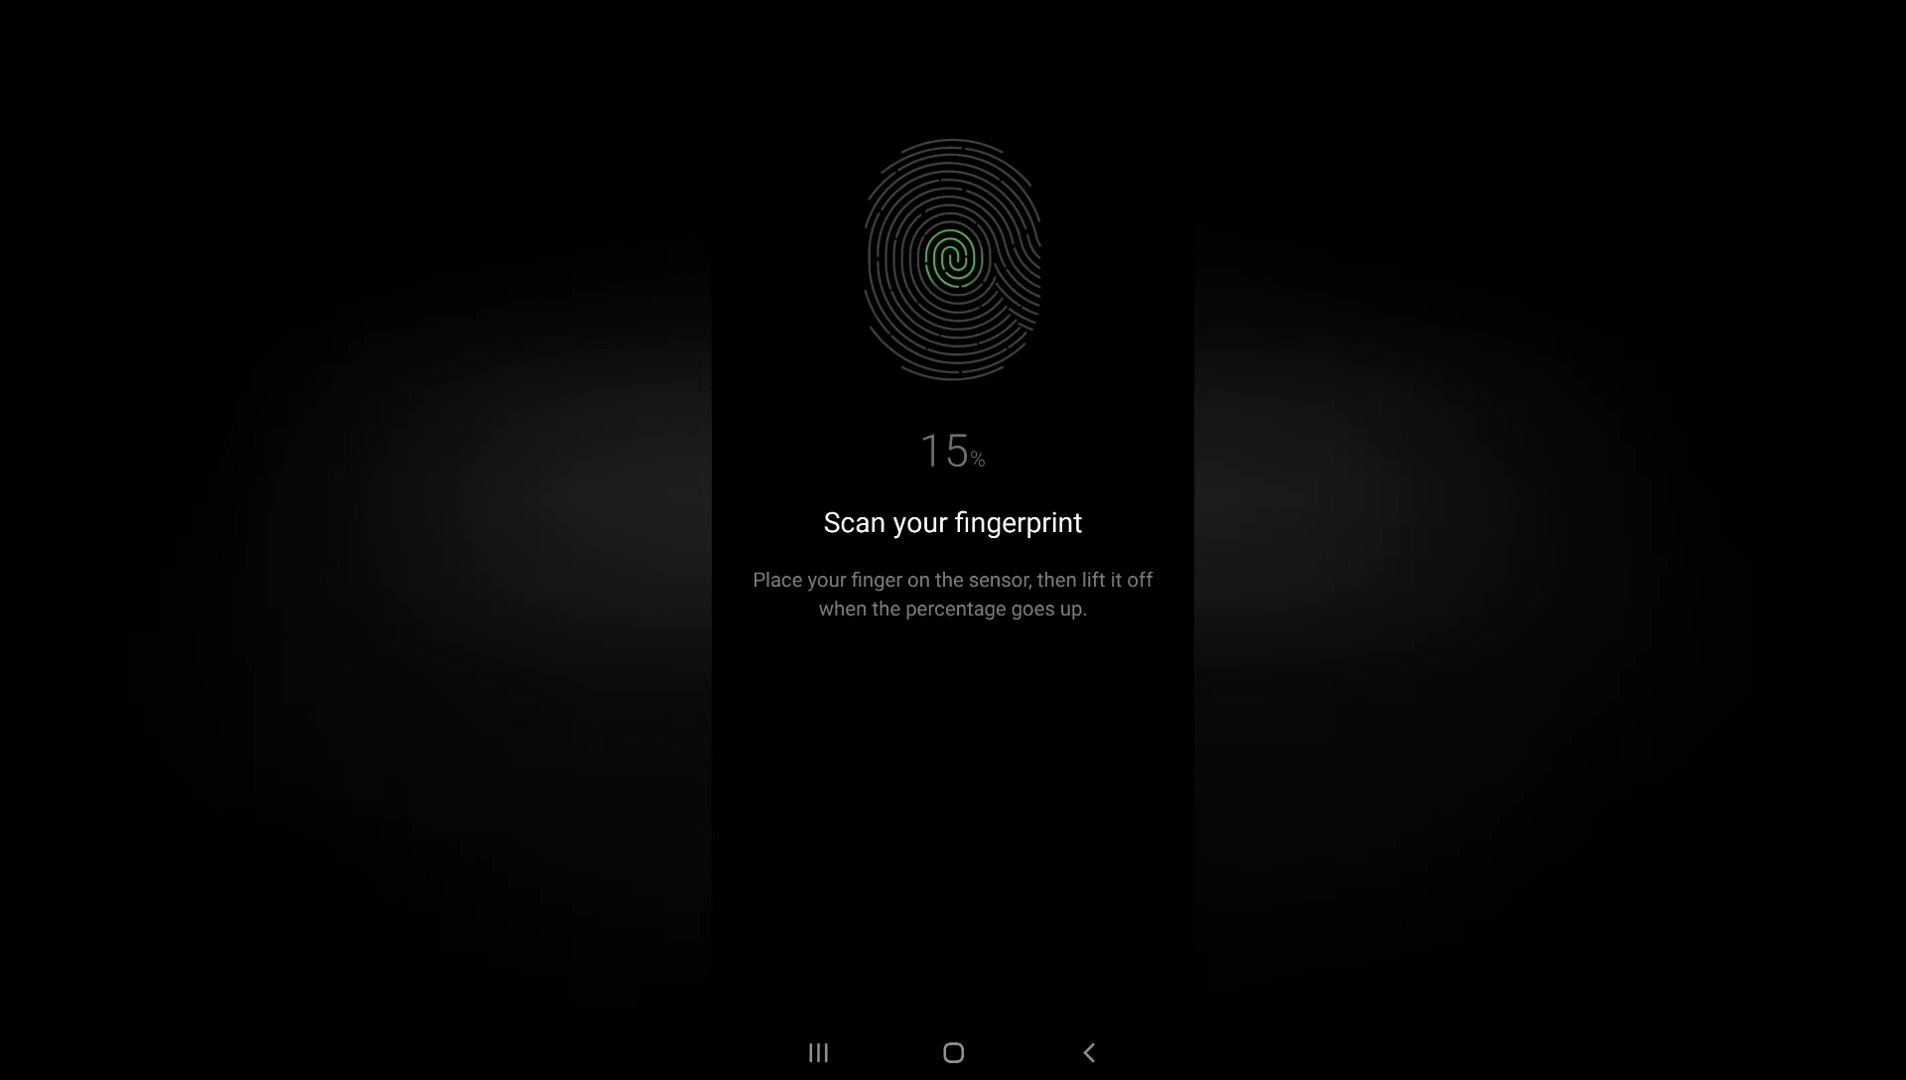 15%
Scan your fingerprint
Place your finger on the sensor, then lift it off
when the percentage goes up.